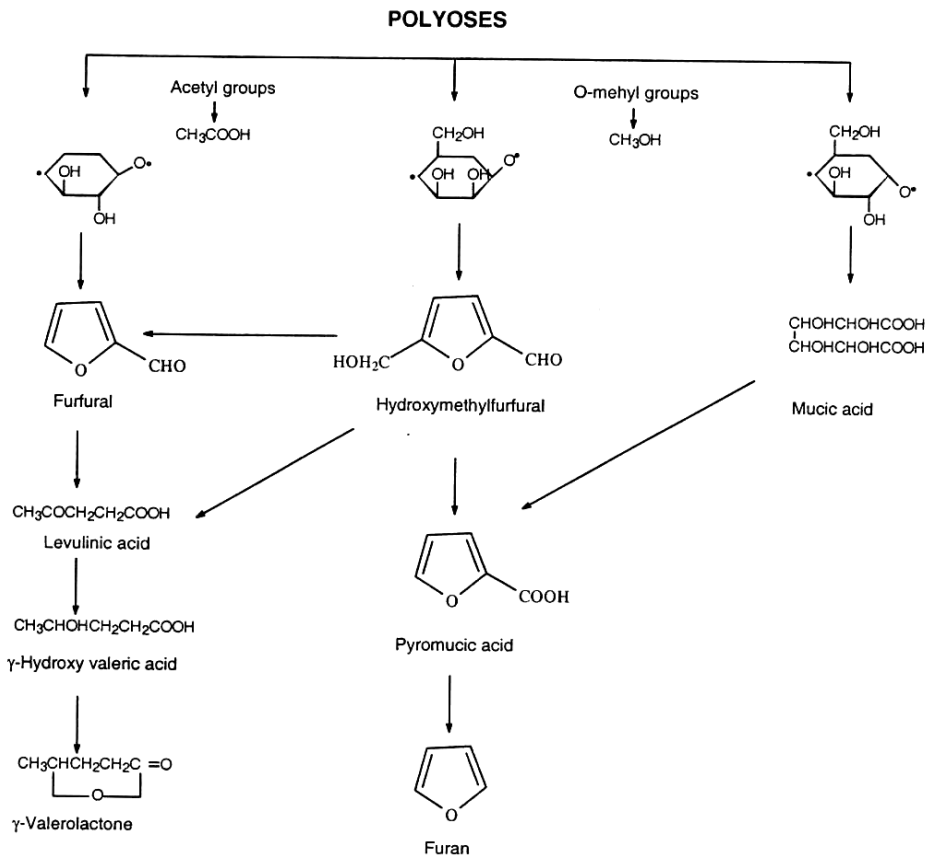 POLYOSES
Acetyl groups
CH₃COOH
O-mehyl groups
CH₃OH
OH
O•
OH
CH₂OH
OH
OH
O•
CH₂OH
OH
O•
OH
O
CHO
Furfural
HOH₂C
O
CHO
Hydroxymethylfurfural
CHOHCHOHCOOH
CHOHCHOHCOOH
Mucic acid
CH₃COCH₂CH₂COOH
Levulinic acid
CH₃CHOHCH₂CH₂COOH
γ-Hydroxy valeric acid
CH₃CHCH₂CH₂C =O
O
γ-Valerolactone
O
COOH
Pyromucic acid
O
Furan